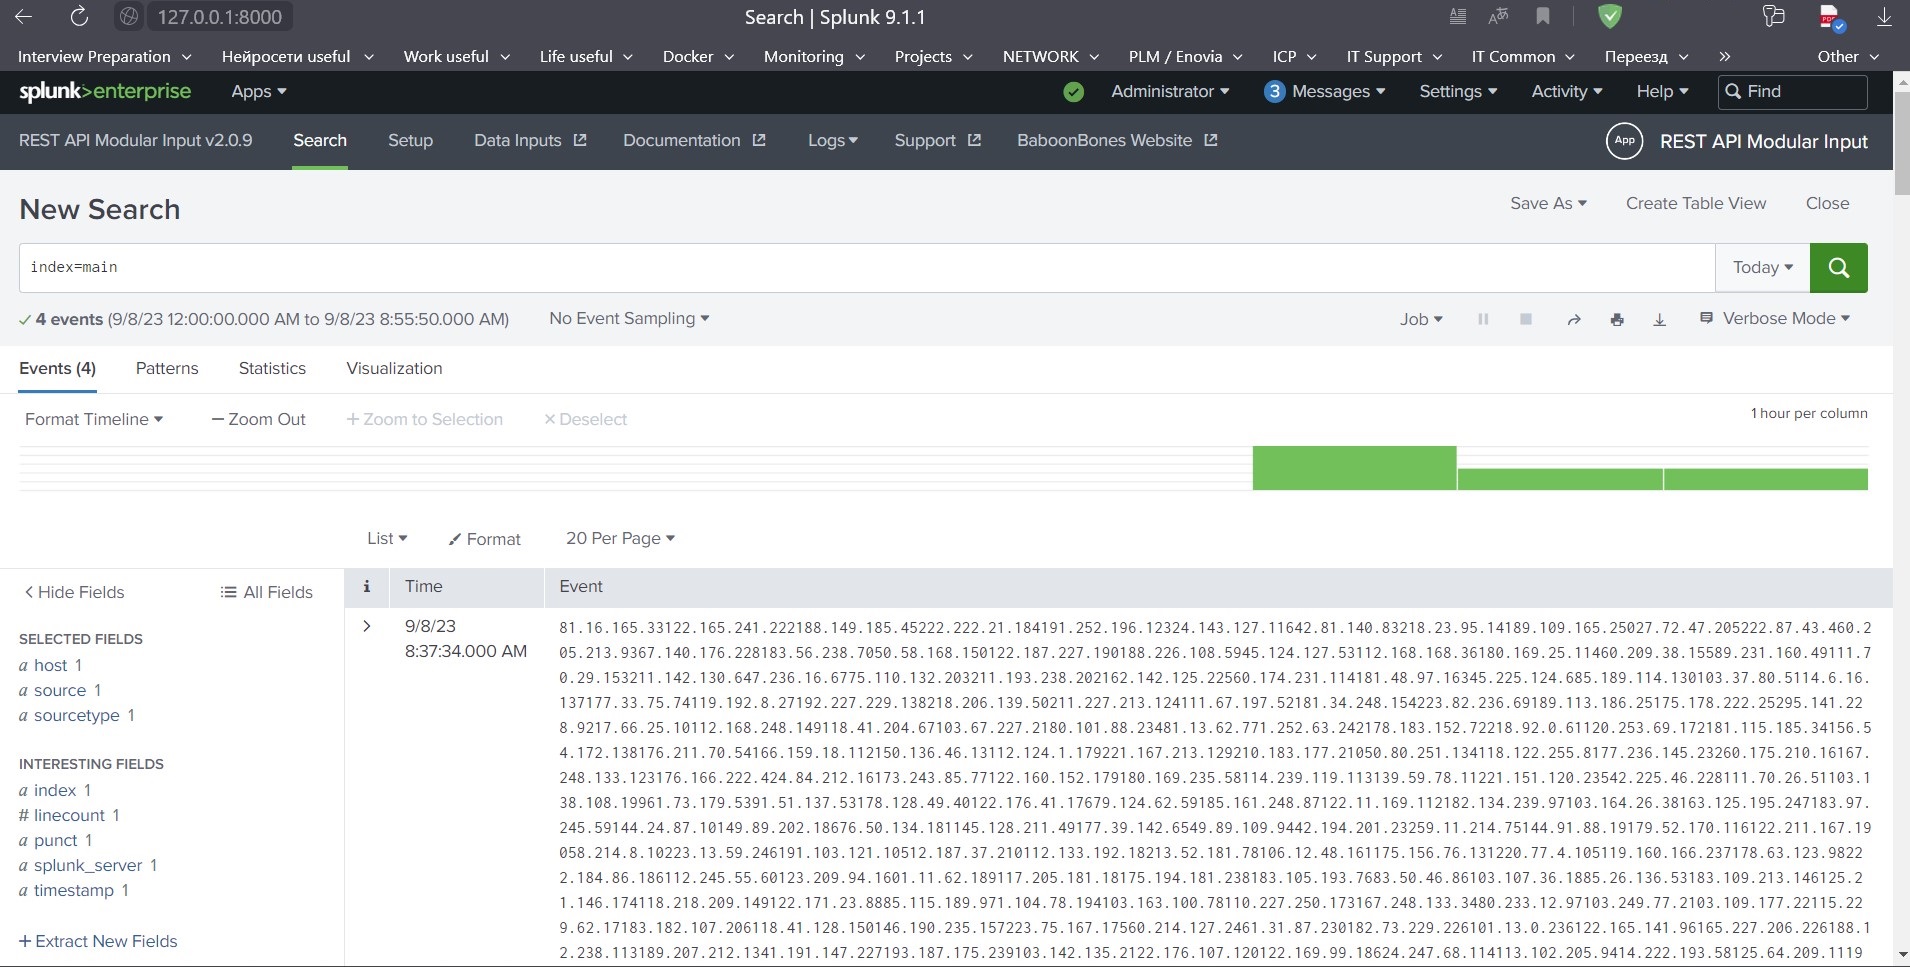 127.0.0.1:8000
Search | Splunk 9.1.1
Interview Preparation Нейросети useful Work useful Life useful Docker Monitoring Projects NETWORK PLM / Enovia ICP IT Support IT Common Переезд » Other
splunk>enterprise Apps Administrator 3 Messages Settings Activity Help Find
REST API Modular Input v2.0.9 Search Setup Data Inputs Documentation Logs Support BaboonBones Website App REST API Modular Input
New Search
Save As Create Table View Close
index=main
Today
4 events (9/8/23 12:00:00.000 AM to 9/8/23 8:55:50.000 AM) No Event Sampling Job Verbose Mode
Events (4) Patterns Statistics Visualization
Format Timeline — Zoom Out + Zoom to Selection × Deselect 1 hour per column
List Format 20 Per Page
< Hide Fields All Fields
SELECTED FIELDS
a host 1
a source 1
a sourcetype 1
INTERESTING FIELDS
a index 1
# linecount 1
a punct 1
a splunk_server 1
a timestamp 1
+ Extract New Fields
i Time Event
> 9/8/23
8:37:34.000 AM
81.16.165.33122.165.241.222188.149.185.45222.222.21.184191.252.196.12324.143.127.11642.81.140.83218.23.95.14189.109.165.25027.72.47.205222.87.43.460.2
05.213.9367.140.176.228183.56.238.7050.58.168.150122.187.227.190188.226.108.5945.124.127.53112.168.168.36180.169.25.11460.209.38.15589.231.160.49111.7
0.29.153211.142.130.647.236.16.6775.110.132.203211.193.238.202162.142.125.22560.174.231.114181.48.97.16345.225.124.685.189.114.130103.37.80.5114.6.16.
137177.33.75.74119.192.8.27192.227.229.138218.206.139.50211.227.213.124111.67.197.52181.34.248.154223.82.236.69189.113.186.25175.178.222.25295.141.22
8.9217.66.25.10112.168.248.149118.41.204.67103.67.227.2180.101.88.23481.13.62.771.252.63.242178.183.152.72218.92.0.61120.253.69.172181.115.185.34156.5
4.172.138176.211.70.54166.159.18.112150.136.46.13112.124.1.179221.167.213.129210.183.177.21050.80.251.134118.122.255.8177.236.145.23260.175.210.16167.
248.133.123176.166.222.424.84.212.16173.243.85.77122.160.152.179180.169.235.58114.239.119.113139.59.78.11221.151.120.23542.225.46.228111.70.26.51103.1
38.108.19961.73.179.5391.51.137.53178.128.49.40122.176.41.17679.124.62.59185.161.248.87122.11.169.112182.134.239.97103.164.26.38163.125.195.247183.97.
245.59144.24.87.10149.89.202.18676.50.134.181145.128.211.49177.39.142.6549.89.109.9442.194.201.23259.11.214.75144.91.88.19179.52.170.116122.211.167.19
058.214.8.10223.13.59.246191.103.121.10512.187.37.210112.133.192.18213.52.181.78106.12.48.161175.156.76.131220.77.4.105119.160.166.237178.63.123.9822
2.184.86.186112.245.55.60123.209.94.1601.11.62.189117.205.181.18175.194.181.238183.105.193.7683.50.46.86103.107.36.1885.26.136.53183.109.213.146125.2
1.146.174118.218.209.149122.171.23.8885.115.189.971.104.78.194103.163.100.78110.227.250.173167.248.133.3480.233.12.97103.249.77.2103.109.177.22115.22
9.62.17183.182.107.206118.41.128.150146.190.235.157223.75.167.17560.214.127.2461.31.87.230182.73.229.226101.13.0.236122.165.141.96165.227.206.226188.1
2.238.113189.207.212.1341.191.147.227193.187.175.239103.142.135.2122.176.107.120122.169.99.18624.247.68.114113.102.205.9414.222.193.58125.64.209.1119